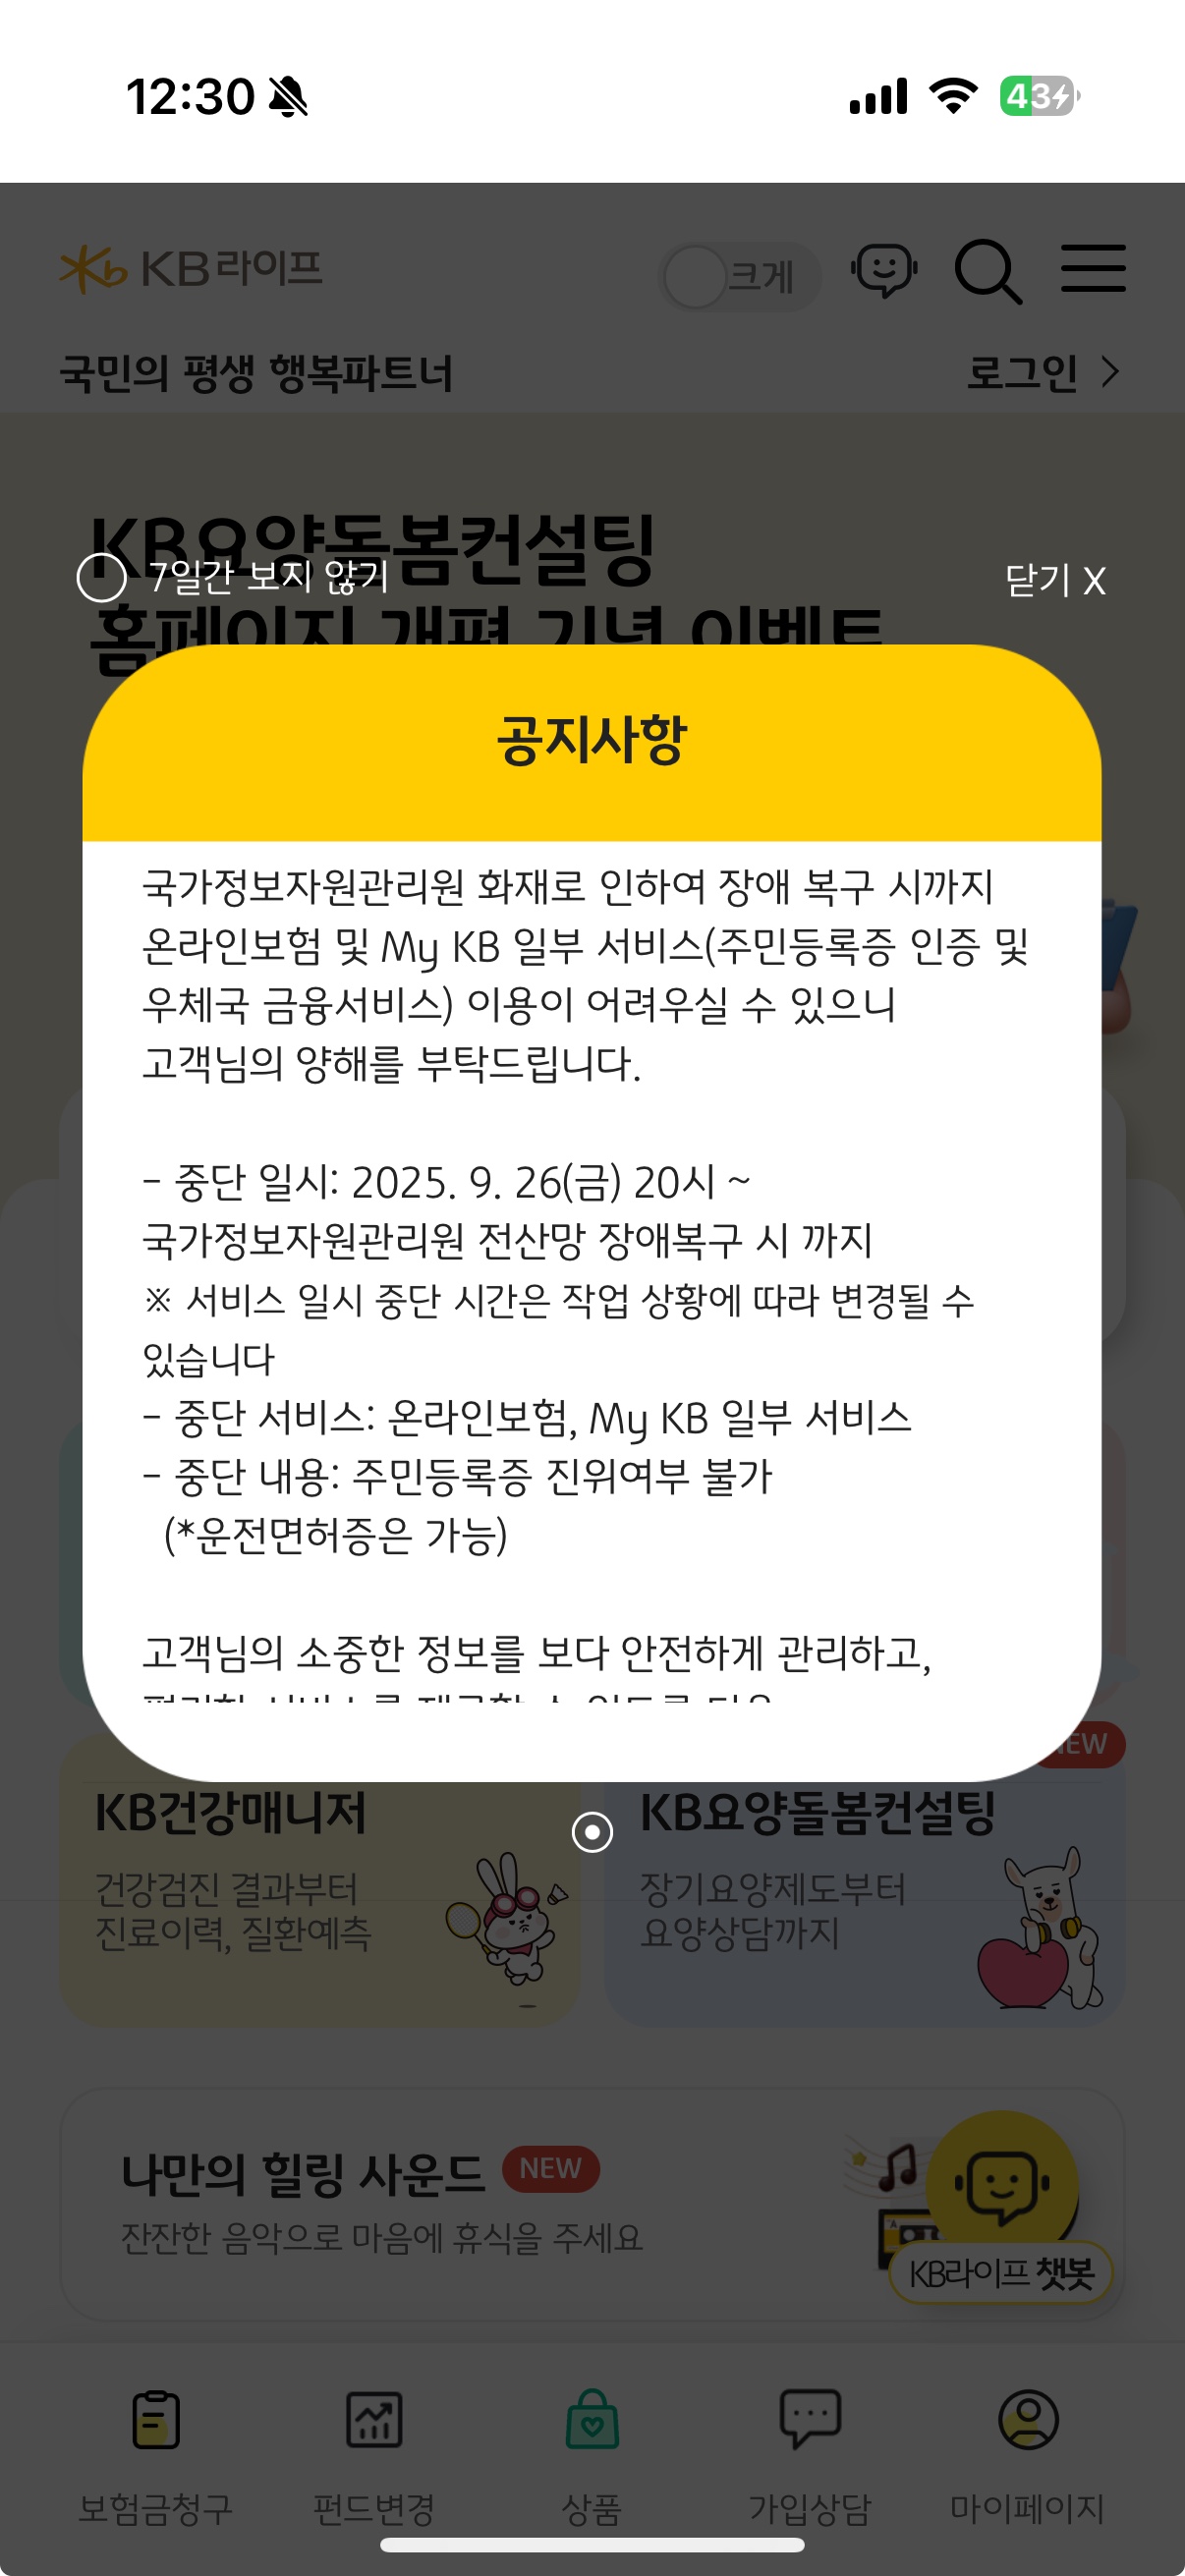 12:30
43
KB라이프
크게
국민의 평생 행복파트너
로그인
KB요양돌봄컨설팅
홈페이지 개편 기념 이벤트
7일간 보지 않기
닫기 X
공지사항
국가정보자원관리원 화재로 인하여 장애 복구 시까지
온라인보험 및 My KB 일부 서비스(주민등록증 인증 및
우체국 금융서비스) 이용이 어려우실 수 있으니
고객님의 양해를 부탁드립니다.
- 중단 일시: 2025. 9. 26(금) 20시 ~
국가정보자원관리원 전산망 장애복구 시 까지
※ 서비스 일시 중단 시간은 작업 상황에 따라 변경될 수
있습니다
- 중단 서비스: 온라인보험, My KB 일부 서비스
- 중단 내용: 주민등록증 진위여부 불가
(*운전면허증은 가능)
고객님의 소중한 정보를 보다 안전하게 관리하고,
NEW
KB건강매니저
건강검진 결과부터
진료이력, 질환예측
KB요양돌봄컨설팅
장기요양제도부터
요양상담까지
나만의 힐링 사운드 NEW
잔잔한 음악으로 마음에 휴식을 주세요
KB라이프 챗봇
보험금청구
펀드변경
상품
가입상담
마이페이지